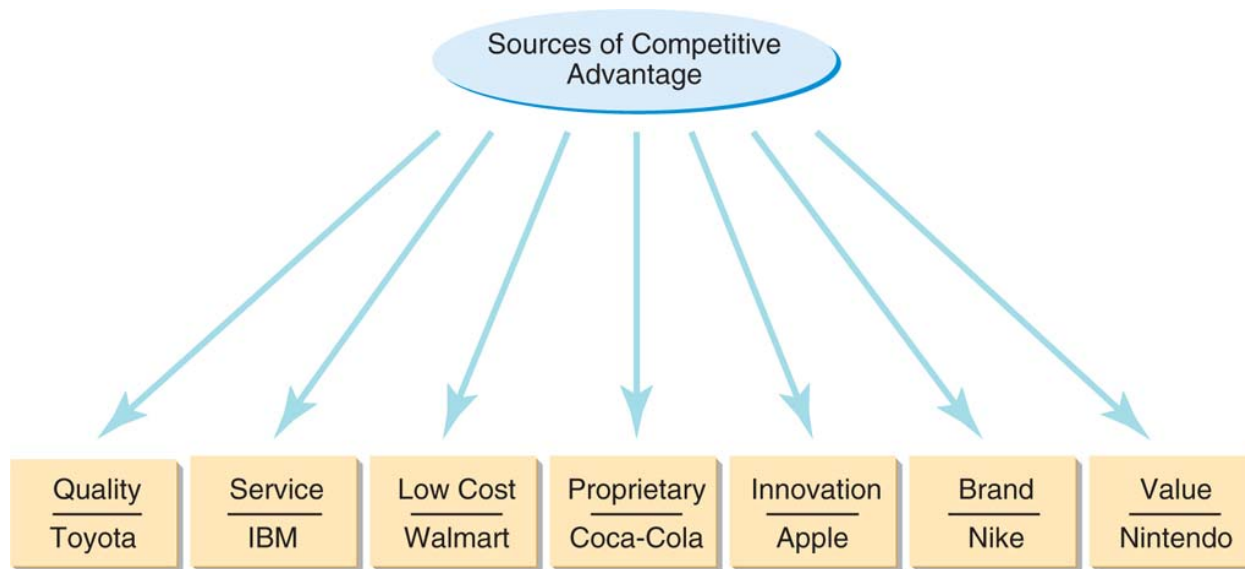 Sources of Competitive
Advantage
Quality
Toyota
Service
IBM
Low Cost
Walmart
Proprietary
Coca-Cola
Innovation
Apple
Brand
Nike
Value
Nintendo